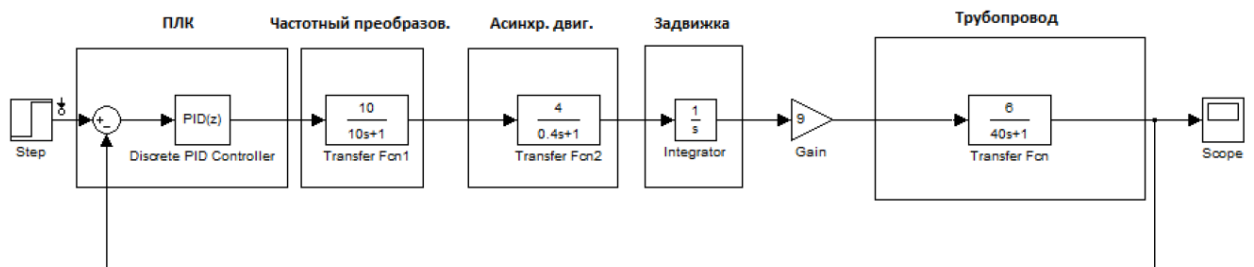 ПЛК
Частотный преобразов.
Асинхр. двиг.
Задвижка
Трубопровод
Step
+
−
PID(z)
Discrete PID Controller
10
10s+1
Transfer Fcn1
4
0.4s+1
Transfer Fcn2
1
s
Integrator
9
Gain
6
40s+1
Transfer Fcn
Scope